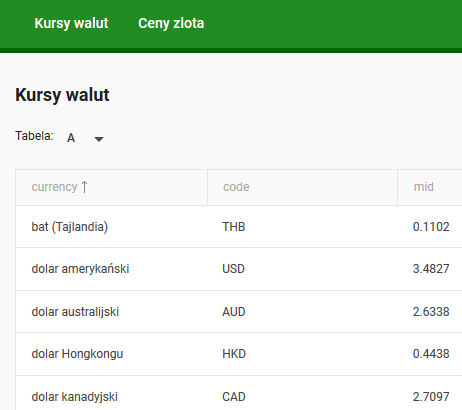 Kursy walut Ceny zlota
Kursy walut
Tabela: A
currency ↑ code mid
bat (Tajlandia) THB 0.1102
dolar amerykański USD 3.4827
dolar australijski AUD 2.6338
dolar Hongkongu HKD 0.4438
dolar kanadyjski CAD 2.7097